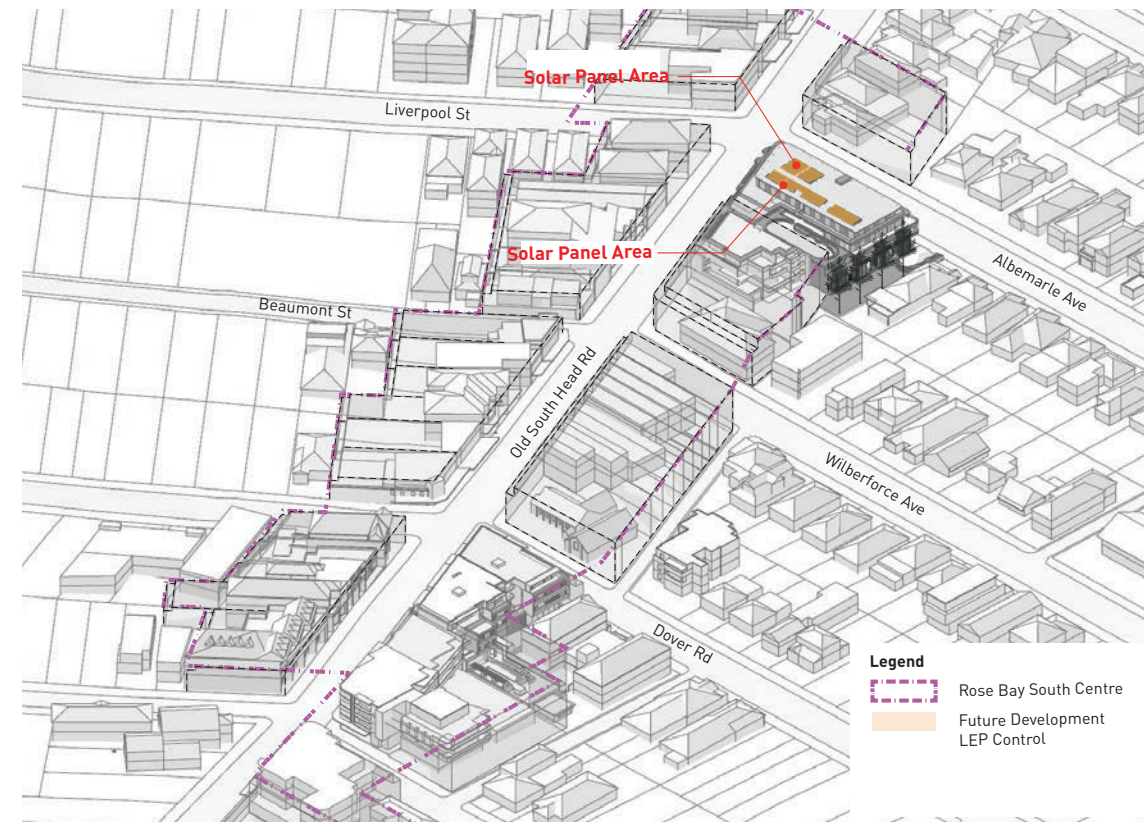 Solar Panel Area
Liverpool St
Solar Panel Area
Albemarle Ave
Beaumont St
Old South Head Rd
Wilberforce Ave
Dover Rd
Legend
Rose Bay South Centre
Future Development
LEP Control